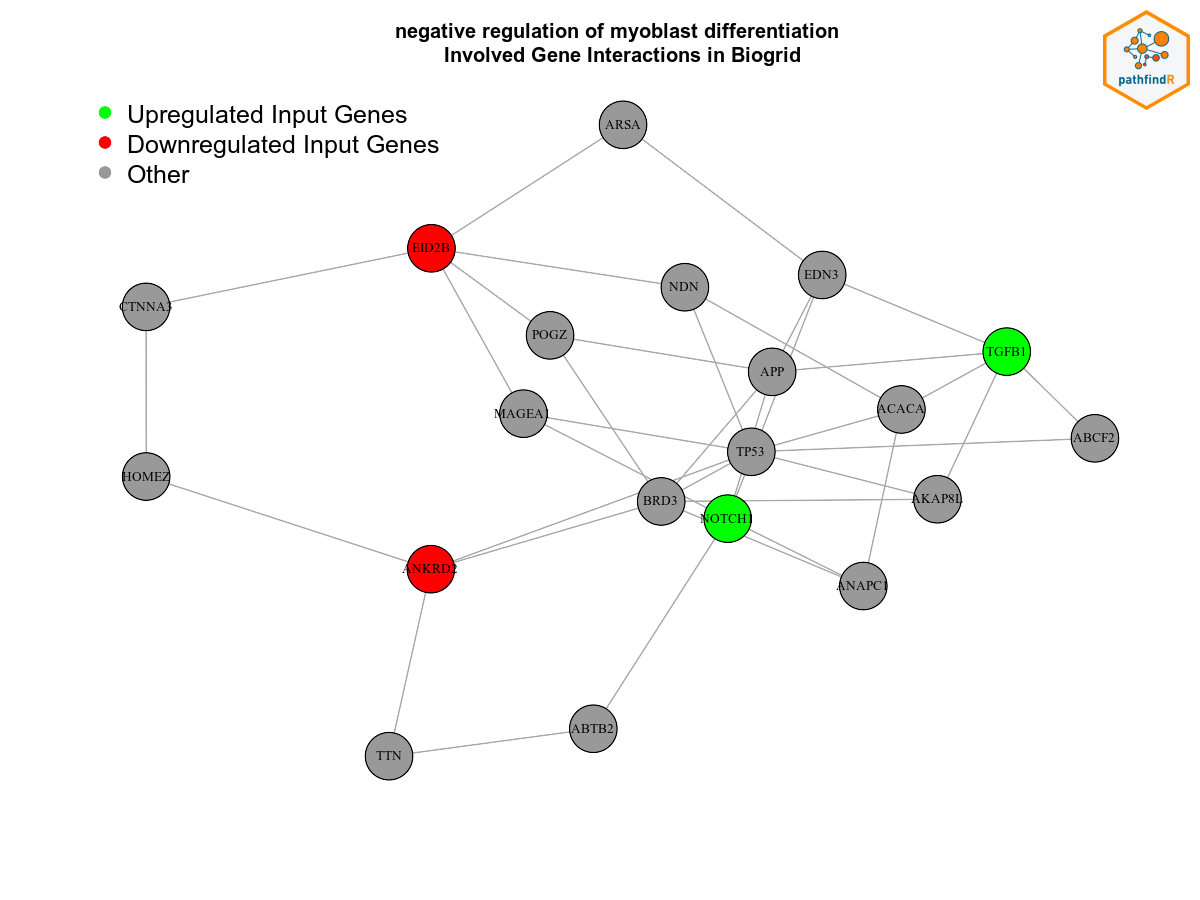 negative regulation of myoblast differentiation
Involved Gene Interactions in Biogrid
pathfindR
Upregulated Input Genes
Downregulated Input Genes
Other
ARSA
EID2B
EDN3
NDN
CTNNA3
POGZ
TGFB1
APP
MAGEA1
ACACA
ABCF2
TP53
HOMEZ
BRD3
AKAP8L
NOTCH1
ANKRD2
ANAPC1
ABTB2
TTN